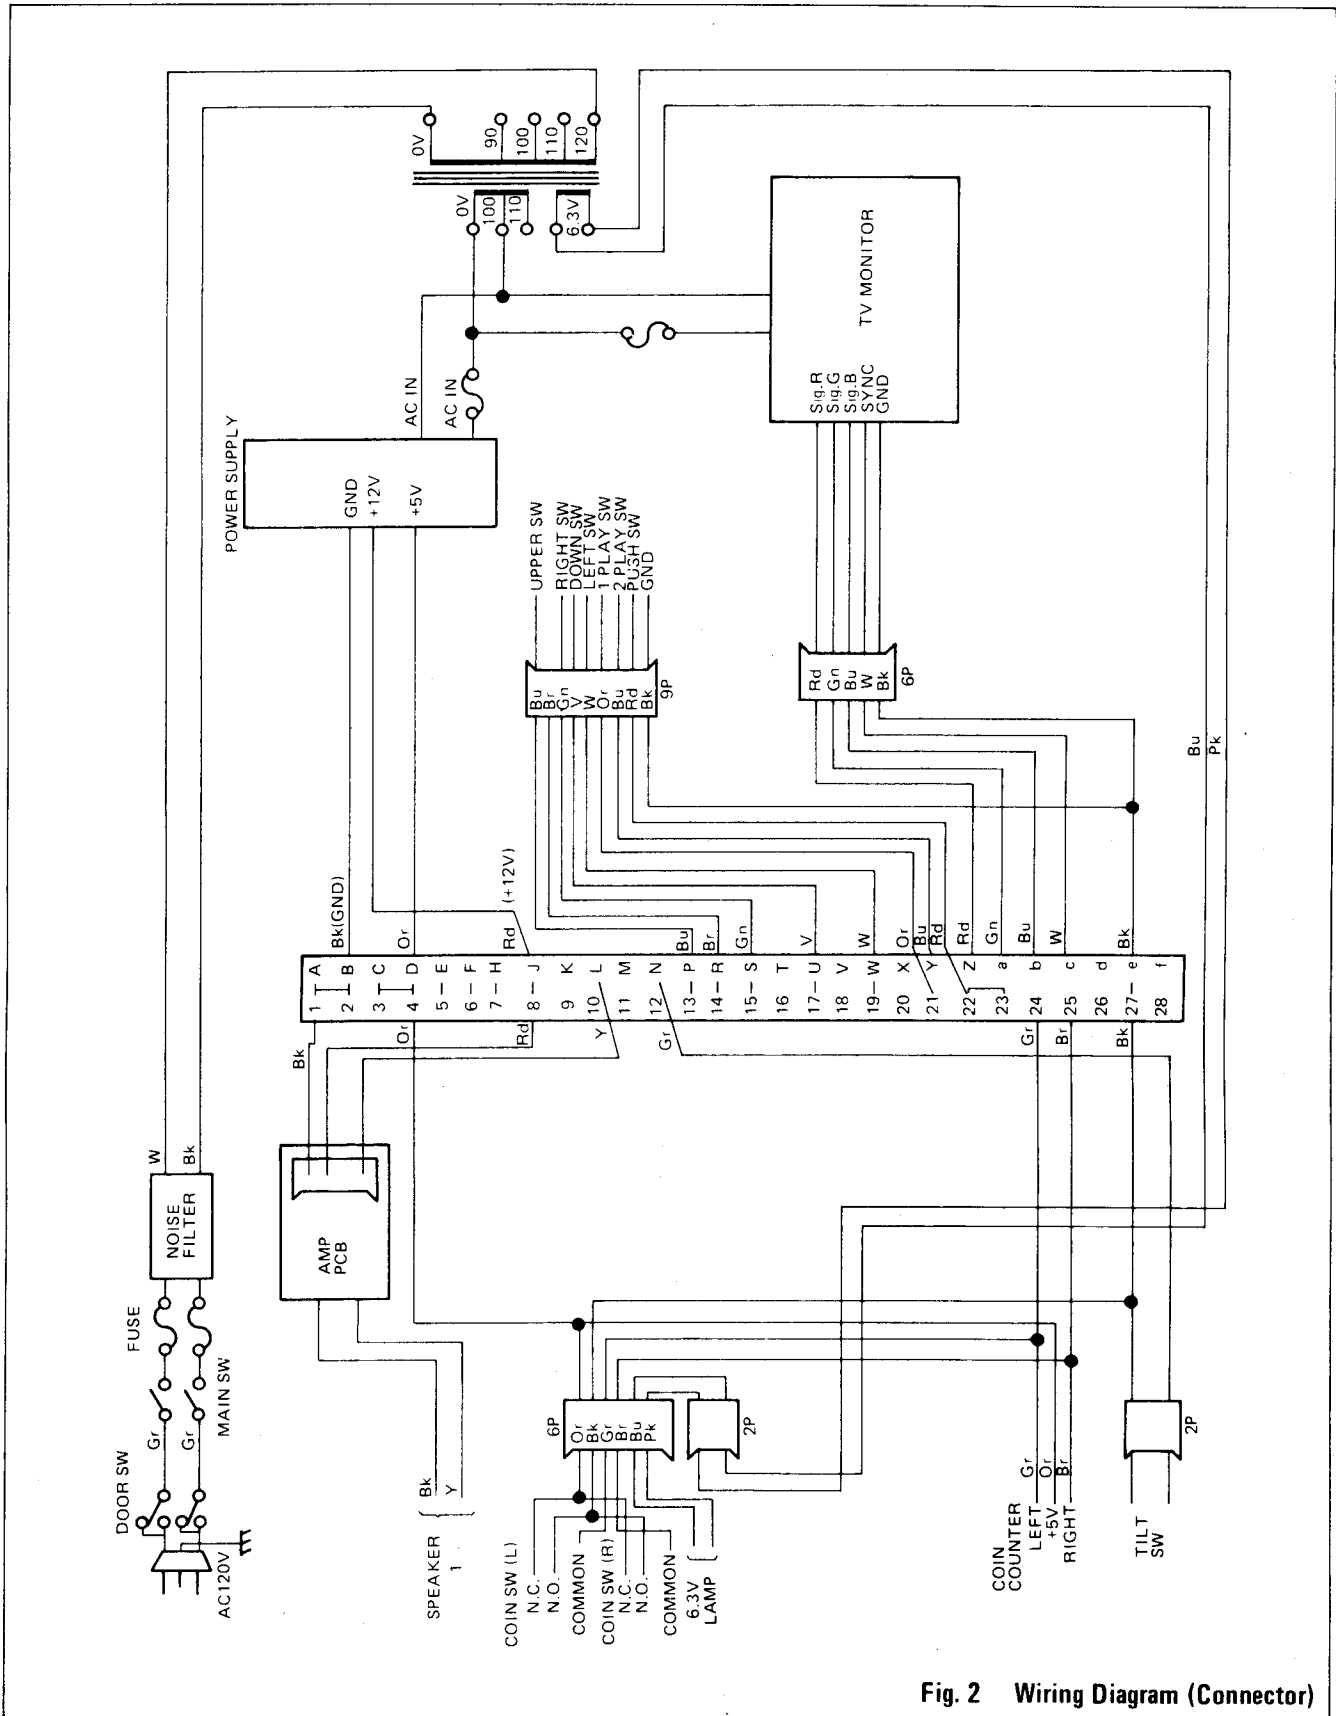 DOOR SW
AC120V
Gr
Gr
MAIN SW
FUSE
NOISE
FILTER
W
Bk
0V
90
100
110
120
0V
100
110
6.3V
POWER SUPPLY
GND
+12V
+5V
AC IN
AC IN
TV MONITOR
Sig.R
Sig.G
Sig.B
SYNC
GND
UPPER SW
RIGHT SW
DOWN SW
LEFT SW
1 PLAY SW
2 PLAY SW
PUSH SW
GND
Bu
Br
Gn
V
W
Or
Bu
Rd
Bk
9P
Rd
Gn
Bu
W
Bk
6P
Bu
Pk
Bk(GND)
Or
Rd
(+12V)
Bu
Br
Gn
V
W
Or
Bu
Rd
Rd
Gn
Bu
W
Bk
1 A
2 B
3 C
4 D
5 – E
6 – F
7 – H
8 – J
9 K
10 L
11 M
12 N
13 – P
14 – R
15 – S
16 T
17 – U
18 V
19 – W
20 X
21 – Y
22 Z
23 a
24 b
25 c
26 d
27 – e
28 f
Bk
Or
Rd
Y
Gr
Gr
Br
Bk
AMP
PCB
SPEAKER
1
Bk
Y
6P
Or
Bk
Gr
Br
Bu
Pk
2P
COIN SW (L)
N.C.
N.O.
COMMON
COIN SW (R)
N.C.
N.O.
COMMON
6.3V
LAMP
COIN
COUNTER
LEFT
+5V
RIGHT
Gr
Or
Br
TILT
SW
2P
Fig. 2 Wiring Diagram (Connector)